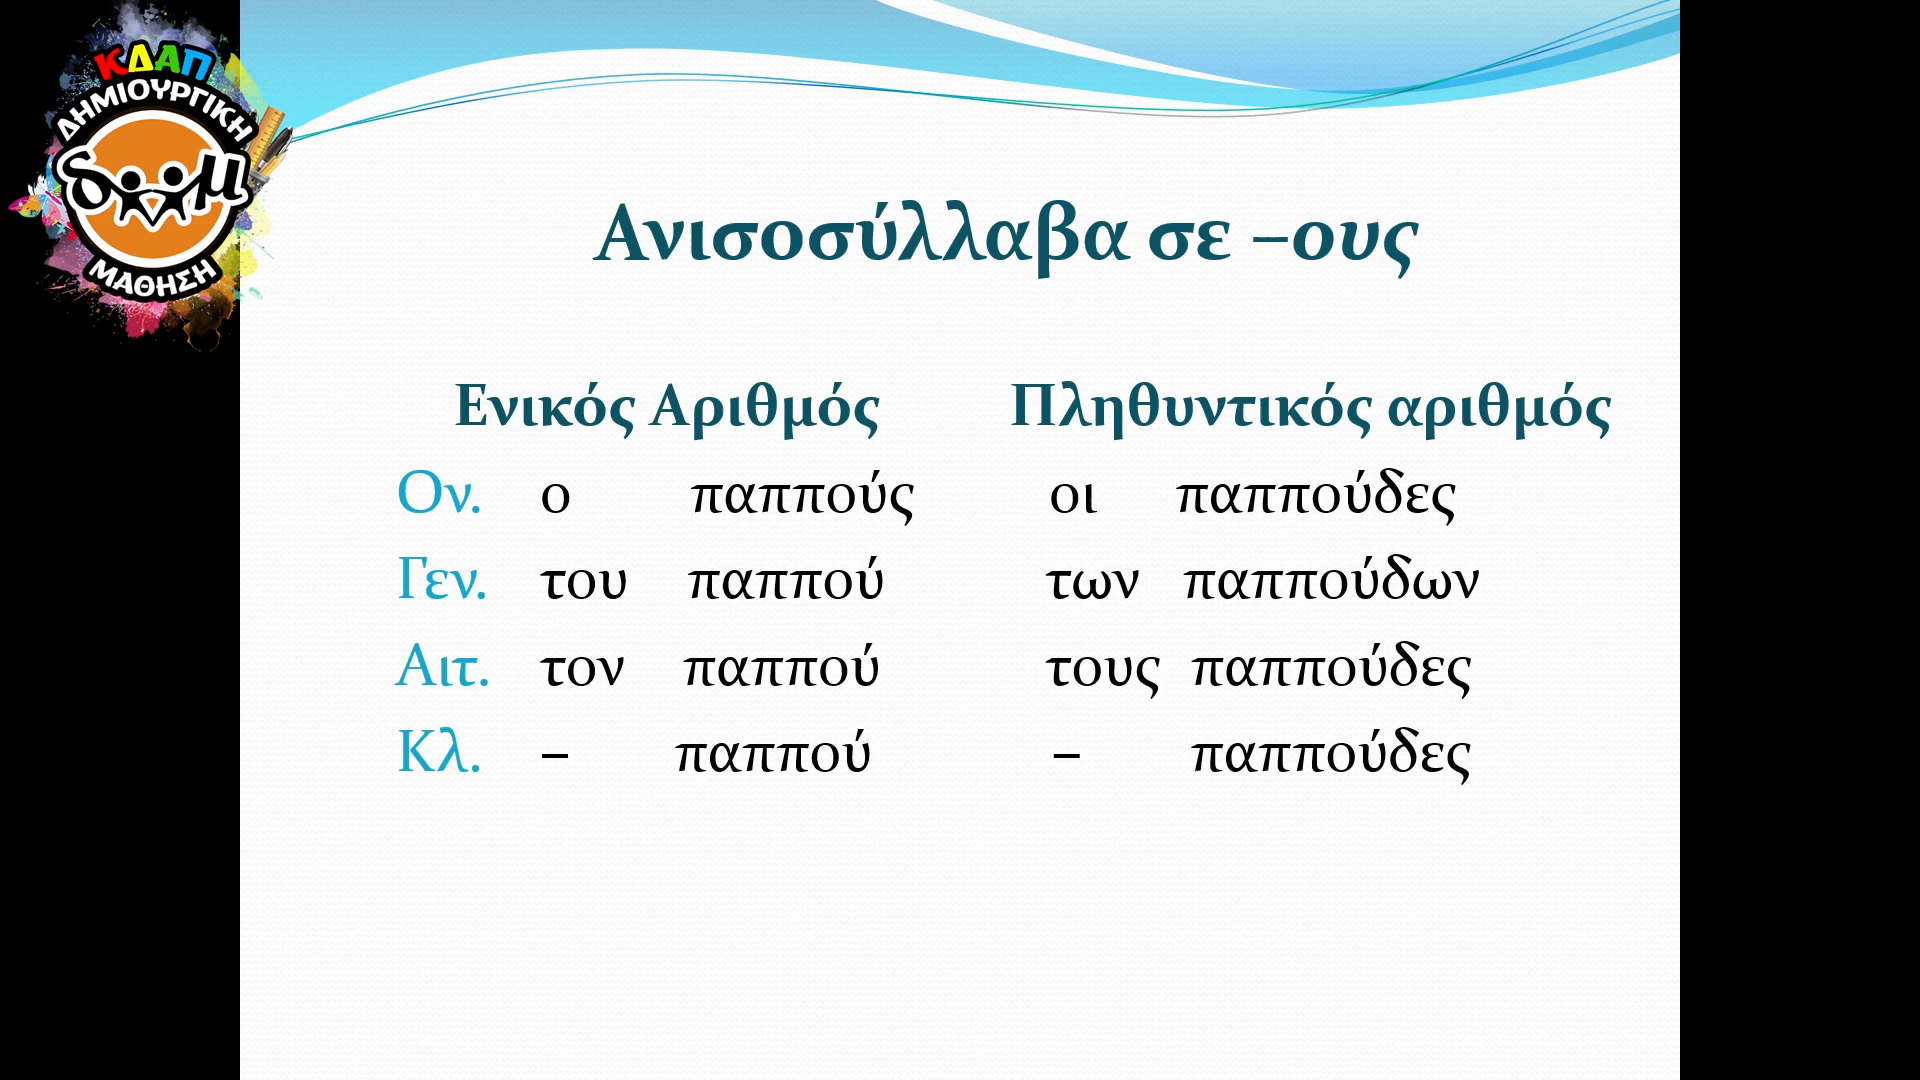 ΚΔΑΠ
ΔΗΜΙΟΥΡΓΙΚΗ
δμ
ΜΑΘΗΣΗ
Ανισοσύλλαβα σε –ους
Ενικός Αριθμός Πληθυντικός αριθμός
Ον. ο παππούς οι παππούδες
Γεν. του παππού των παππούδων
Αιτ. τον παππού τους παππούδες
Κλ. – παππού – παππούδες